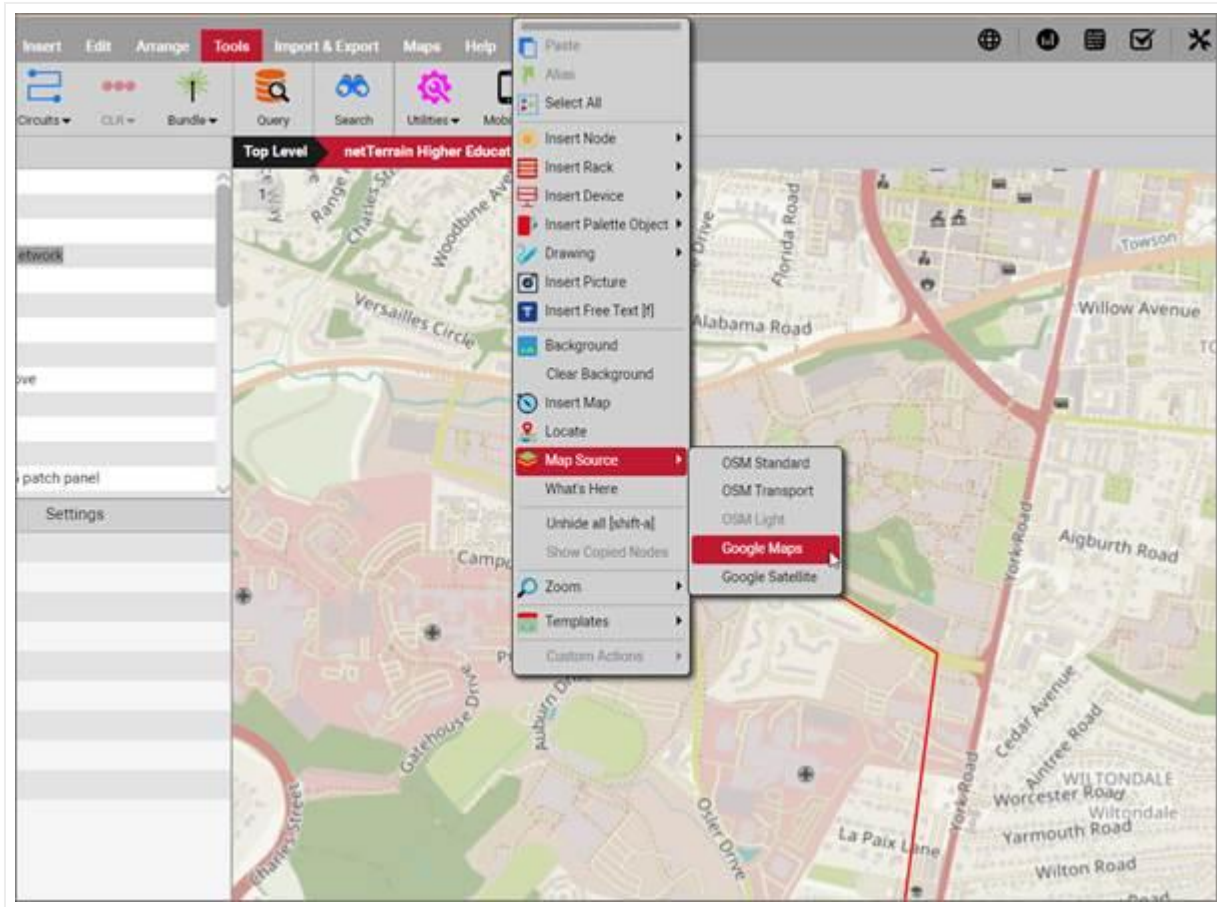 Insert Edit Arrange Tools Import & Export Maps Help
Circuits CLR Bundle Query Search Utilities
Top Level netTerrain Higher Educat
etwork
ove
patch panel
Settings
Paste
Alias
Select All
Insert Node
Insert Rack
Insert Device
Insert Palette Object
Drawing
Insert Picture
Insert Free Text [f]
Background
Clear Background
Insert Map
Locate
Map Source
What's Here
Unhide all [shift-a]
Show Copied Nodes
Zoom
Templates
Custom Actions
OSM Standard
OSM Transport
OSM Light
Google Maps
Google Satellite
1
Charles
Woodbine Ave
Versailles Circle
Drive
Florida Road
Alabama Road
Towson
Willow Avenue
York Road
Aigburth Road
Campu
Gatehouse Drive
Auburn
Osler Drive
Charles Street
Cedar Avenue
Aintree Road
WILTONDALE
Wiltondale
Worcester Road
York Road
La Paix Lane
Yarmouth Road
Wilton Road
Road